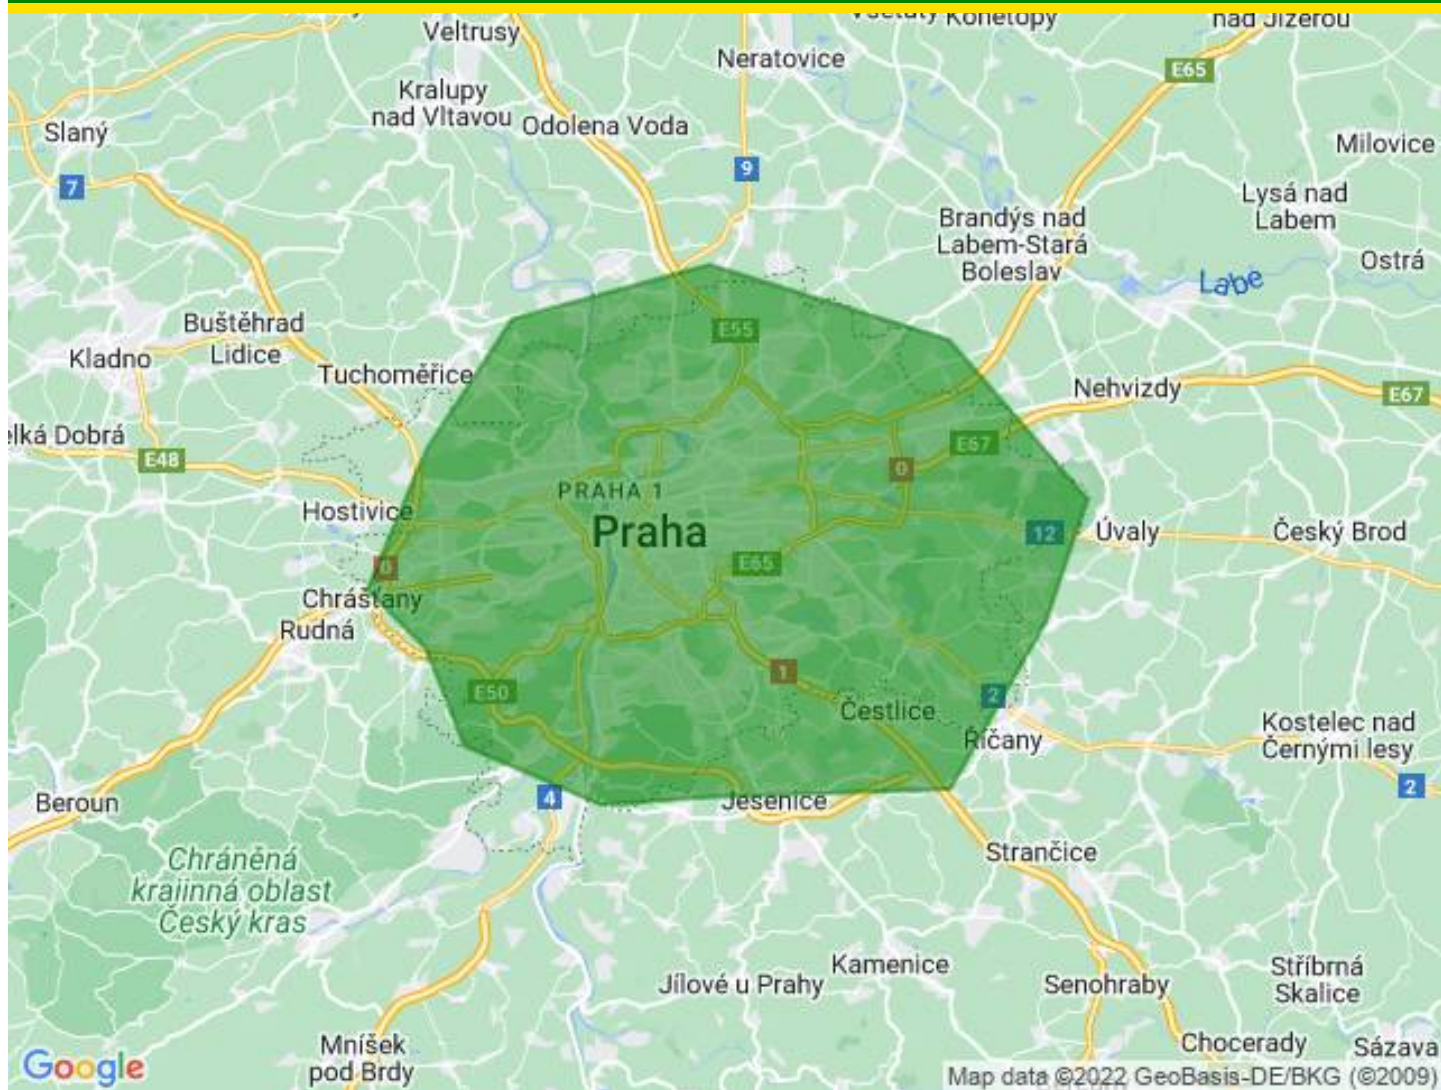 Veltrusy
Všetaty
Konětopy
nad Jizerou
Neratovice
E65
Kralupy
nad Vltavou
Odolena Voda
Slaný
Milovice
7
9
Lysá nad
Labem
Brandýs nad
Labem-Stará
Boleslav
Ostrá
Labe
Buštěhrad
Lidice
E55
Kladno
Tuchoměřice
Nehvizdy
E67
elká Dobrá
E48
E67
0
PRAHA 1
Hostivice
Praha
12
Úvaly
Český Brod
0
E65
Chrášťany
Rudná
1
E50
Čestlice
2
Říčany
Kostelec nad
Černými lesy
2
Beroun
4
Jesenice
Chráněná
krajinná oblast
Český kras
Strančice
Kamenice
Jílové u Prahy
Senohraby
Stříbrná
Skalice
Mníšek
pod Brdy
Chocerady
Sázava
Google
Map data ©2022 GeoBasis-DE/BKG (©2009)